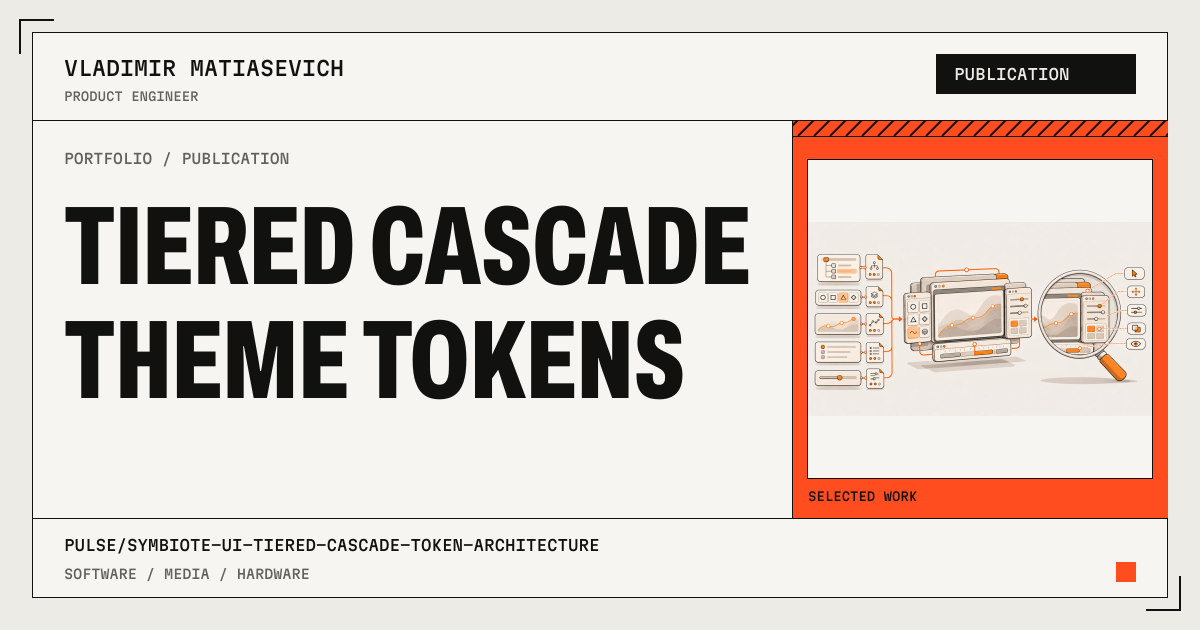 VLADIMIR MATIASEVICH
PRODUCT ENGINEER
PUBLICATION
PORTFOLIO / PUBLICATION
TIERED CASCADE
THEME TOKENS
SELECTED WORK
PULSE/SYMBIOTE-UI-TIERED-CASCADE-TOKEN-ARCHITECTURE
SOFTWARE / MEDIA / HARDWARE